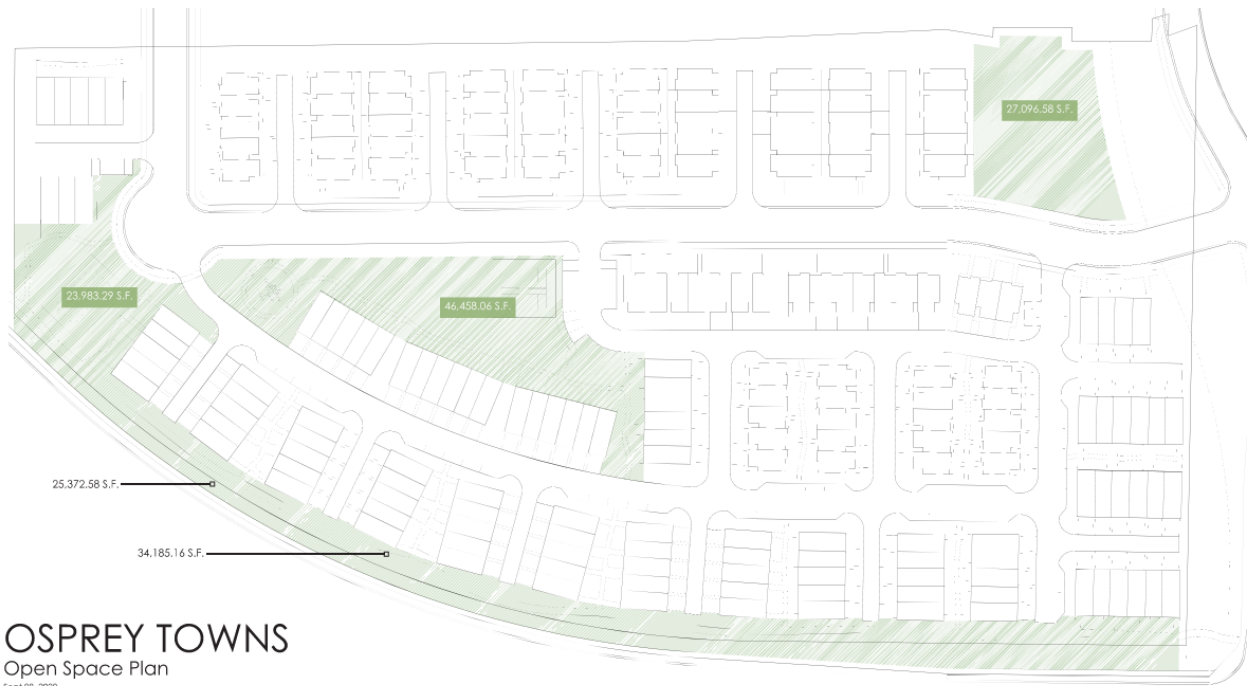 27,096.58 S.F.
23,983.29 S.F.
46,458.06 S.F.
25,372.58 S.F.
34,185.16 S.F.
OSPREY TOWNS
Open Space Plan